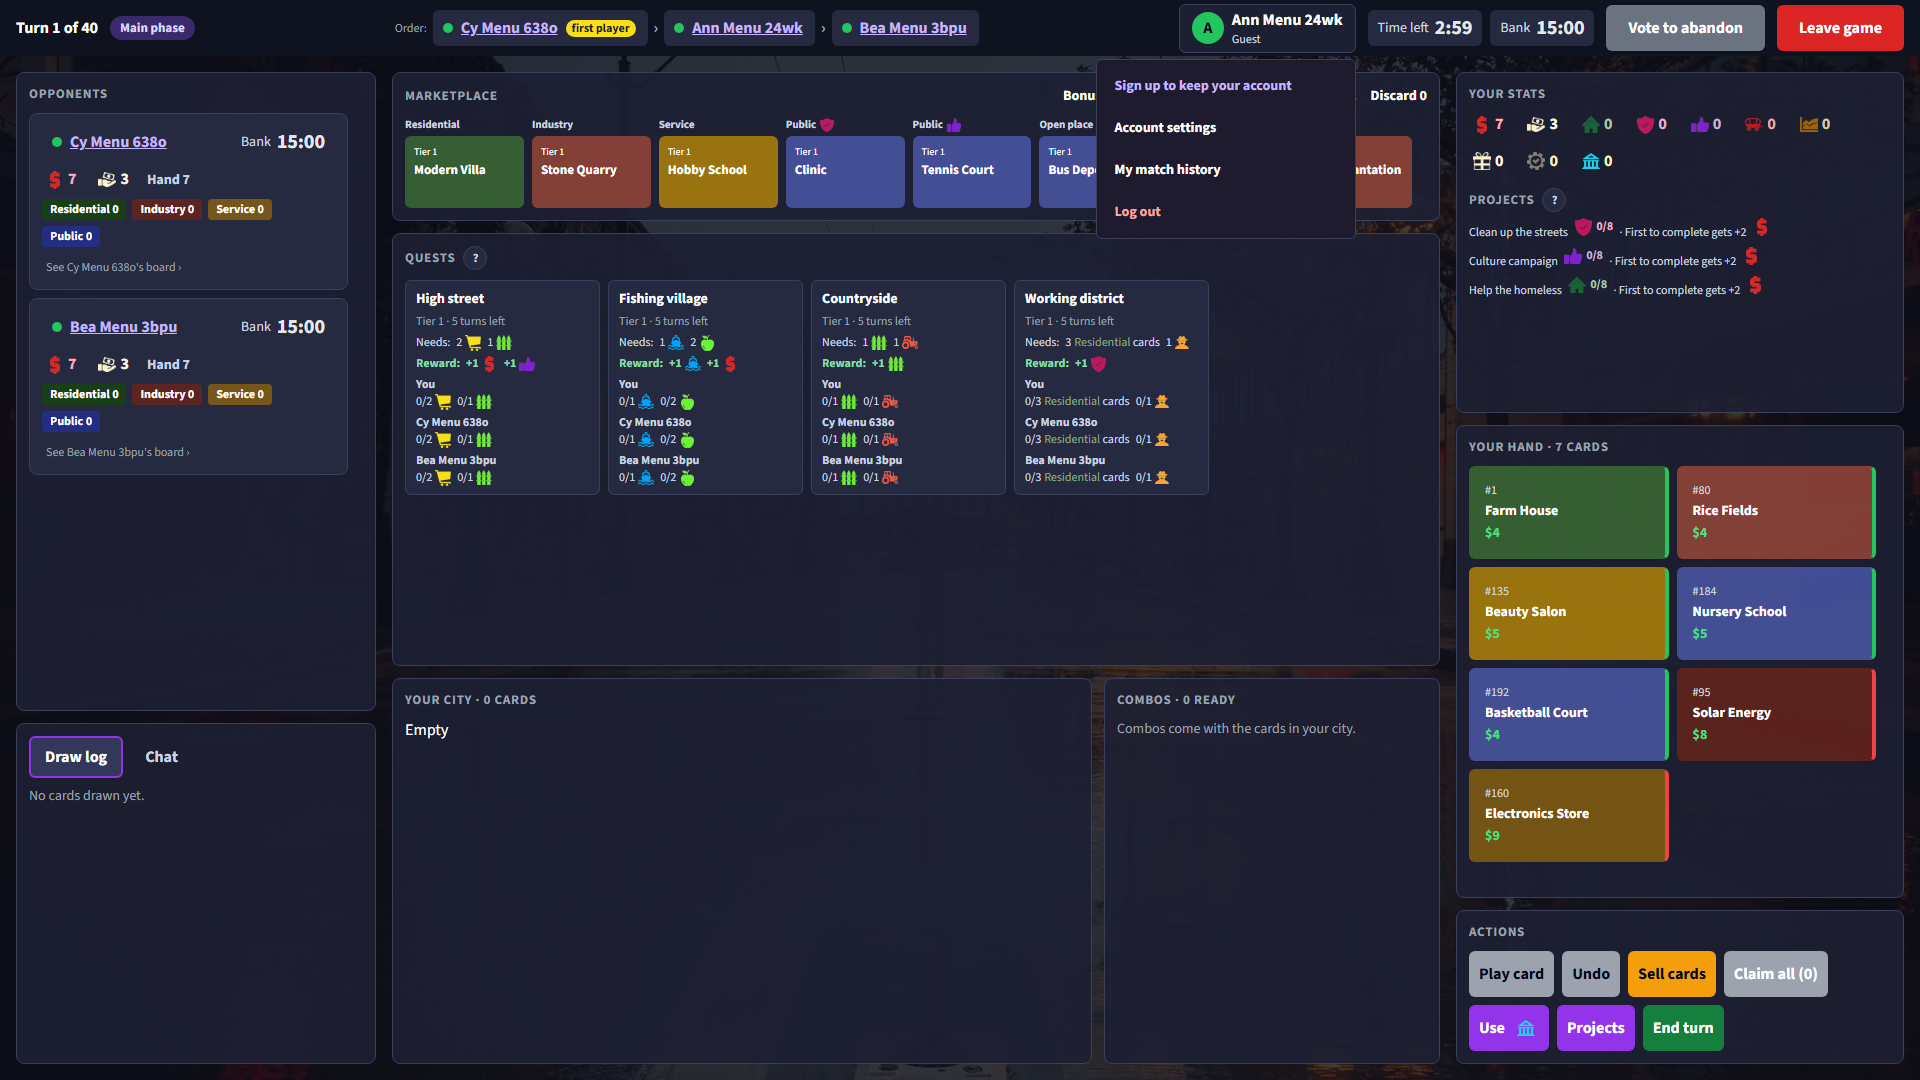 Turn 1 of 40 Main phase
Order: Cy Menu 638o first player › Ann Menu 24wk › Bea Menu 3bpu
A Ann Menu 24wk
Guest
Time left 2:59
Bank 15:00
Vote to abandon
Leave game
Sign up to keep your account
Account settings
My match history
Log out
OPPONENTS
Cy Menu 638o Bank 15:00
7 3 Hand 7
Residential 0 Industry 0 Service 0
Public 0
See Cy Menu 638o's board ›
Bea Menu 3bpu Bank 15:00
7 3 Hand 7
Residential 0 Industry 0 Service 0
Public 0
See Bea Menu 3bpu's board ›
Draw log Chat
No cards drawn yet.
MARKETPLACE
Discard 0
Residential Industry Service Public Public Open place
Tier 1 Tier 1 Tier 1 Tier 1 Tier 1 Tier 1
Modern Villa Stone Quarry Hobby School Clinic Tennis Court Bus
QUESTS ?
High street
Tier 1 · 5 turns left
Needs: 2 1
Reward: +1 +1
You
0/2 0/1
Cy Menu 638o
0/2 0/1
Bea Menu 3bpu
0/2 0/1
Fishing village
Tier 1 · 5 turns left
Needs: 1 2
Reward: +1 +1
You
0/1 0/2
Cy Menu 638o
0/1 0/2
Bea Menu 3bpu
0/1 0/2
Countryside
Tier 1 · 5 turns left
Needs: 1 1
Reward: +1
You
0/1 0/1
Cy Menu 638o
0/1 0/1
Bea Menu 3bpu
0/1 0/1
Working district
Tier 1 · 5 turns left
Needs: 3 Residential cards 1
Reward: +1
You
0/3 Residential cards 0/1
Cy Menu 638o
0/3 Residential cards 0/1
Bea Menu 3bpu
0/3 Residential cards 0/1
YOUR CITY · 0 CARDS
Empty
COMBOS · 0 READY
Combos come with the cards in your city.
YOUR STATS
7 3 0 0 0 0 0
0 0 0
PROJECTS ?
Clean up the streets 0/8 · First to complete gets +2
Culture campaign 0/8 · First to complete gets +2
Help the homeless 0/8 · First to complete gets +2
YOUR HAND · 7 CARDS
#1
Farm House
$4
#80
Rice Fields
$4
#135
Beauty Salon
$5
#184
Nursery School
$5
#192
Basketball Court
$4
#95
Solar Energy
$8
#160
Electronics Store
$9
ACTIONS
Play card Undo Sell cards Claim all (0)
Use Projects End turn